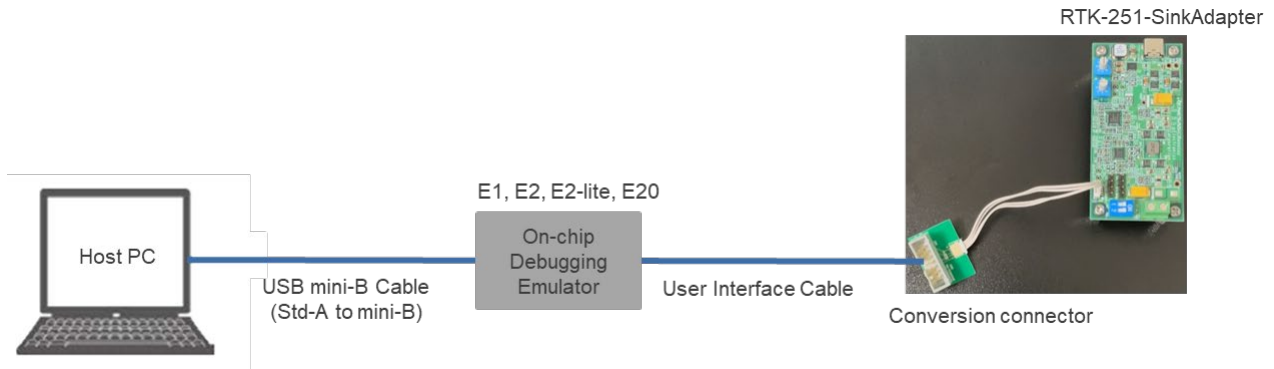 RTK-251-SinkAdapter
E1, E2, E2-lite, E20
Host PC
On-chip
Debugging
Emulator
USB mini-B Cable
(Std-A to mini-B)
User Interface Cable
Conversion connector